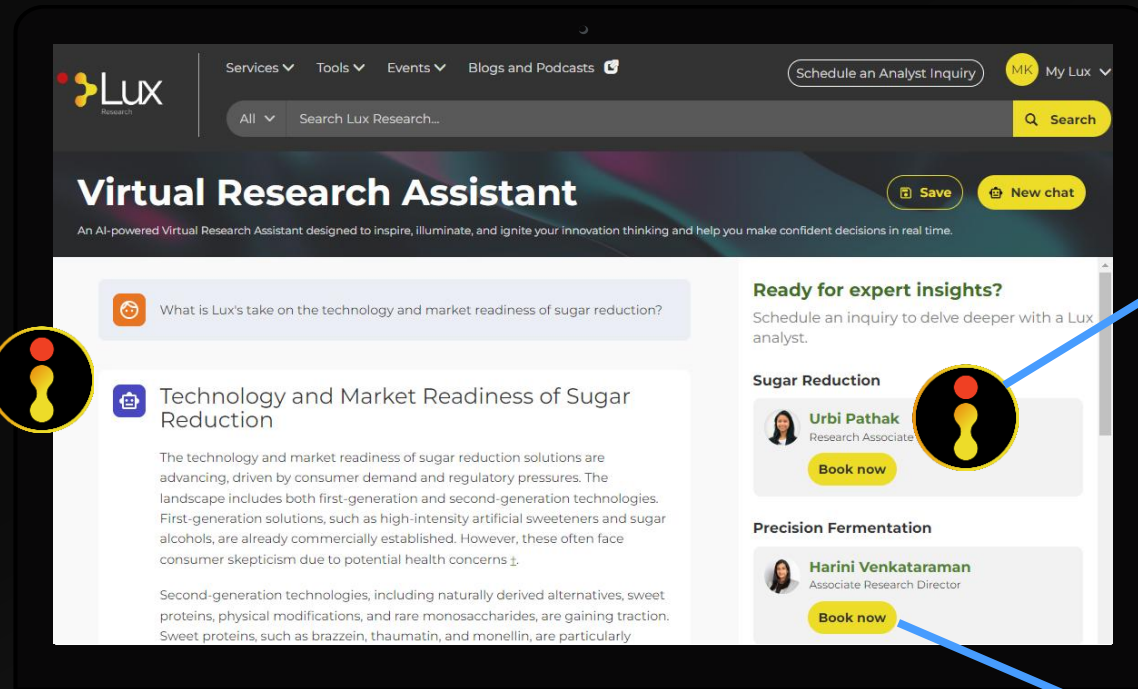 Lux
Research
Services
Tools
Events
Blogs and Podcasts
Schedule an Analyst Inquiry
MK
My Lux
All
Search Lux Research...
Search
Virtual Research Assistant
Save
New chat
An AI-powered Virtual Research Assistant designed to inspire, illuminate, and ignite your innovation thinking and help you make confident decisions in real time.
What is Lux's take on the technology and market readiness of sugar reduction?
Technology and Market Readiness of Sugar
Reduction
The technology and market readiness of sugar reduction solutions are
advancing, driven by consumer demand and regulatory pressures. The
landscape includes both first-generation and second-generation technologies.
First-generation solutions, such as high-intensity artificial sweeteners and sugar
alcohols, are already commercially established. However, these often face
consumer skepticism due to potential health concerns ‡.
Second-generation technologies, including naturally derived alternatives, sweet
proteins, physical modifications, and rare monosaccharides, are gaining traction.
Sweet proteins, such as brazzein, thaumatin, and monellin, are particularly
Ready for expert insights?
Schedule an inquiry to delve deeper with a Lux
analyst.
Sugar Reduction
Urbi Pathak
Research Associate
Book now
Precision Fermentation
Harini Venkataraman
Associate Research Director
Book now